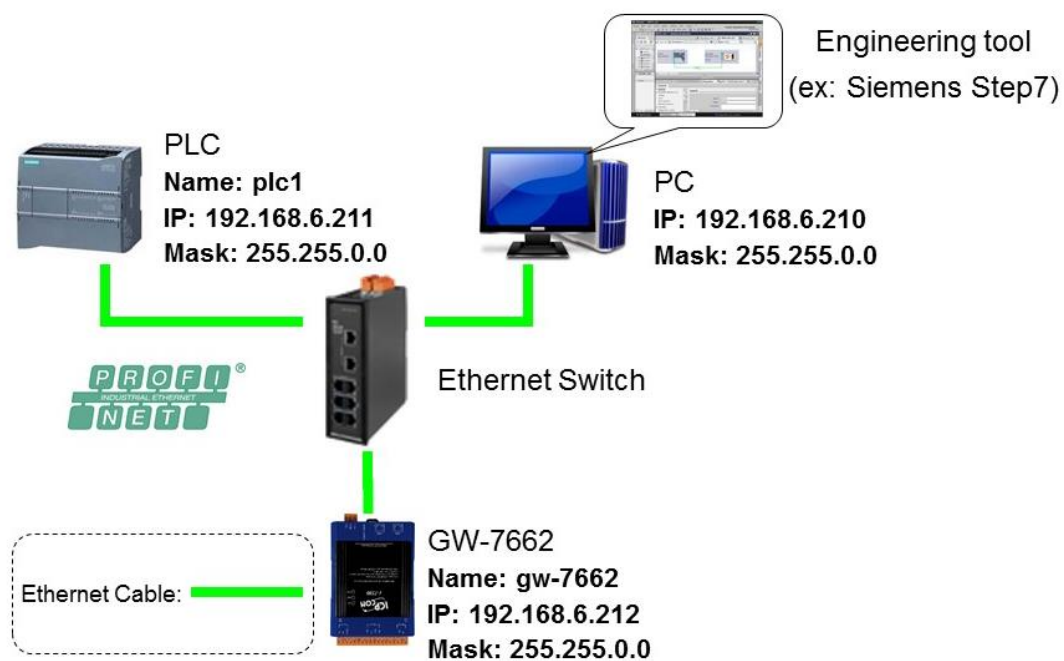 Engineering tool
(ex: Siemens Step7)
PLC
Name: plc1
IP: 192.168.6.211
Mask: 255.255.0.0
PC
IP: 192.168.6.210
Mask: 255.255.0.0
PROFI®
INDUSTRIAL ETHERNET
NET
Ethernet Switch
Ethernet Cable:
ICP CON
GW-7662
Name: gw-7662
IP: 192.168.6.212
Mask: 255.255.0.0